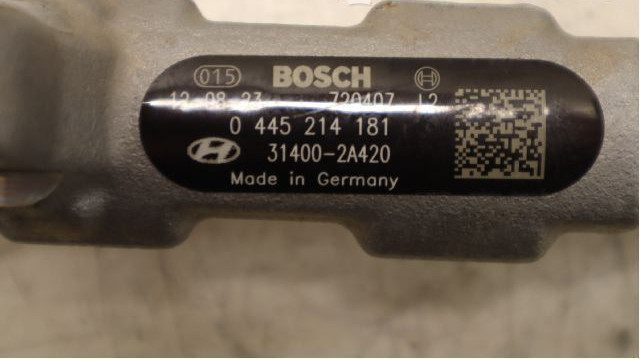 015 BOSCH
12 08 23 720407 L2
0 445 214 181
31400-2A420
Made in Germany